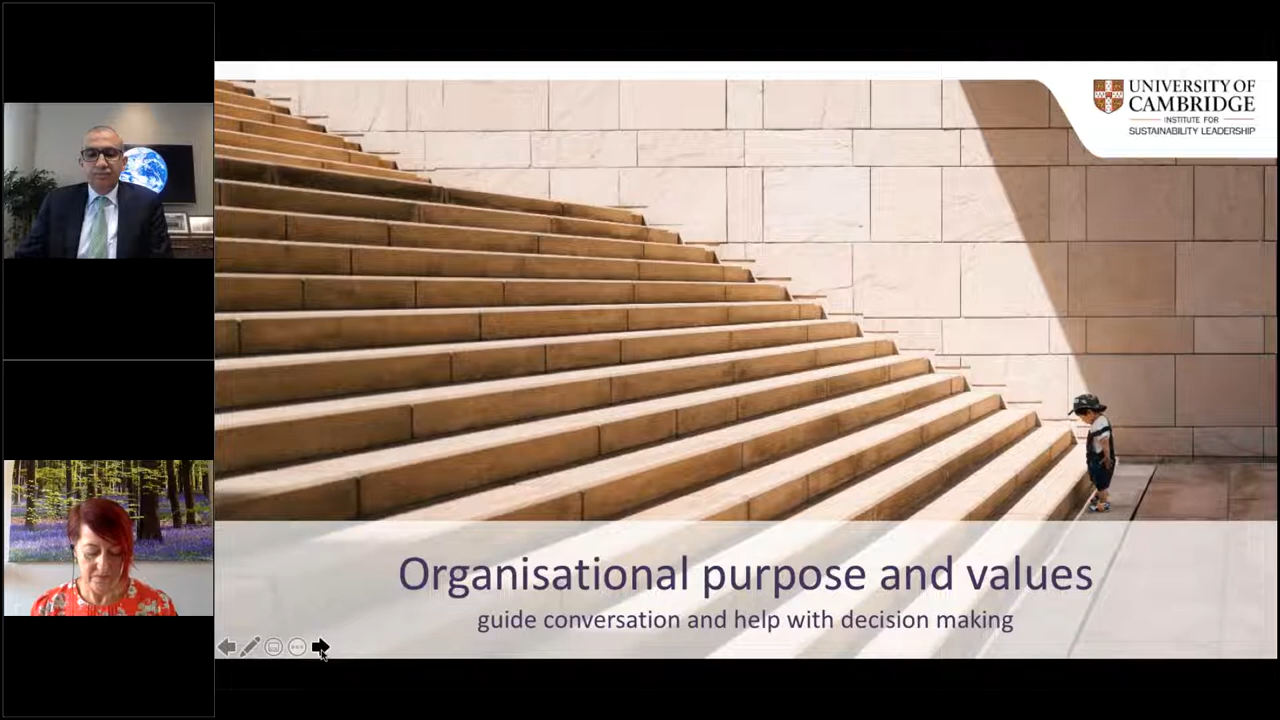 UNIVERSITY OF
CAMBRIDGE
INSTITUTE FOR
SUSTAINABILITY LEADERSHIP
Organisational purpose and values
guide conversation and help with decision making